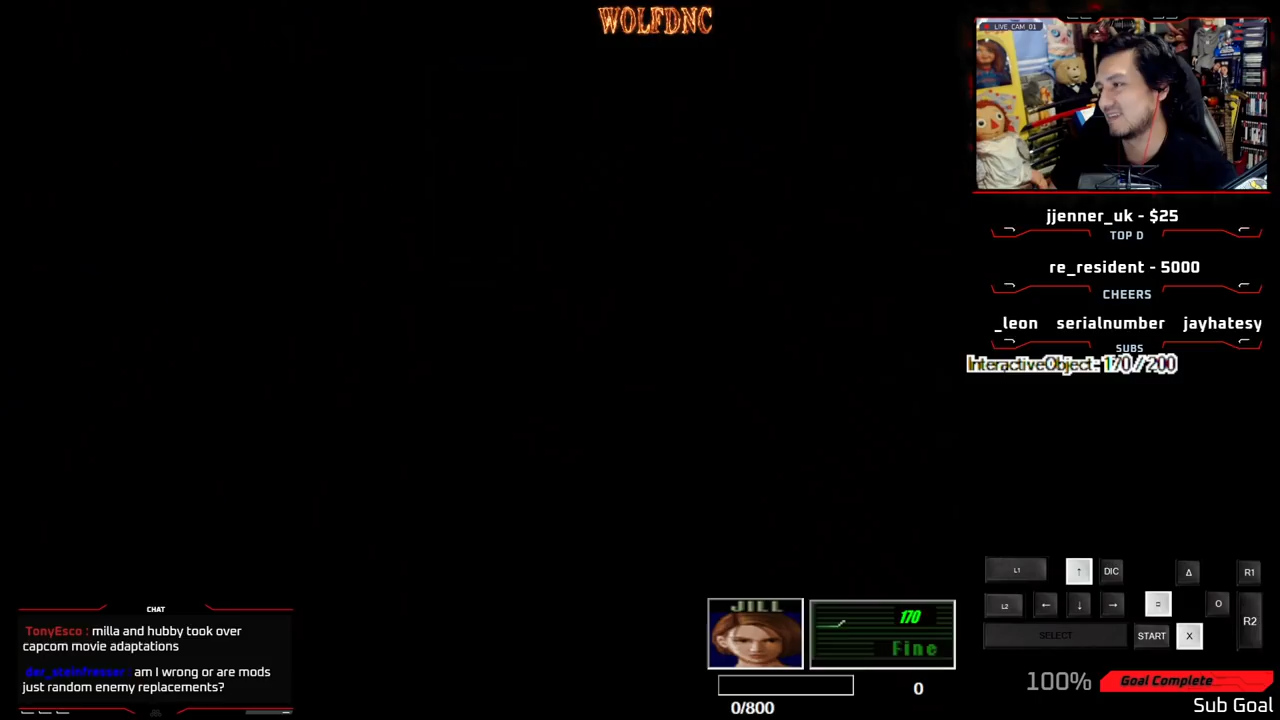 WOLFDNC
LIVE CAM 01
jjenner_uk - $25
TOP D
re_resident - 5000
CHEERS
_leon serialnumber jayhatesy
SUBS
InteractiveObject: 170 / 200
L1 ↑ DIC Δ R1
L2 ← ↓ → □ O R2
SELECT START X
JILL
170
Fine
0/800
0
100% Goal Complete
Sub Goal
CHAT
TonyEsco : milla and hubby took over
capcom movie adaptations
der_steinfresser am I wrong or are mods
just random enemy replacements?